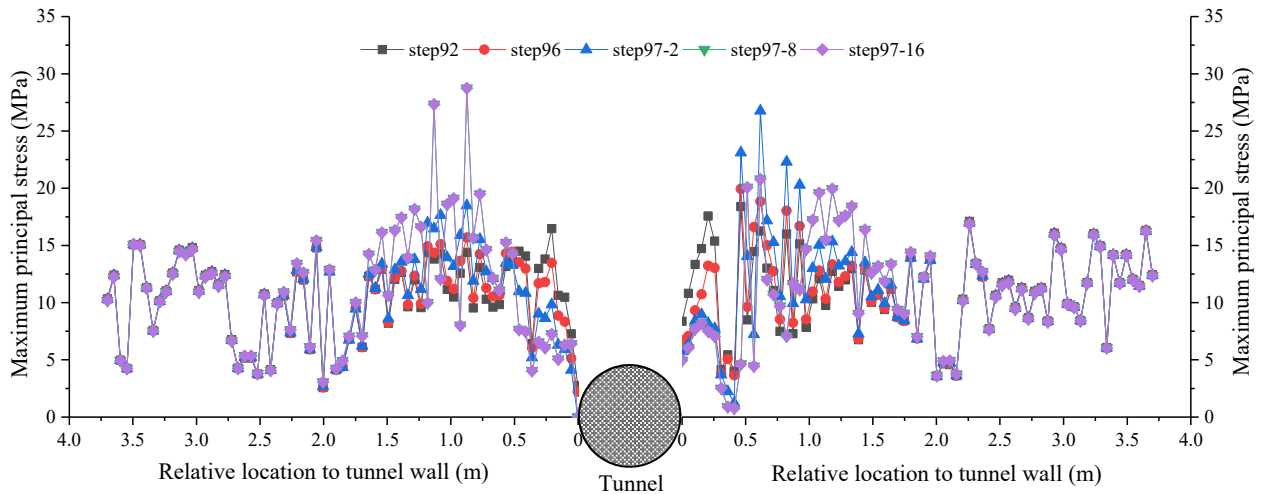 Maximum principal stress (MPa)
35
30
25
20
15
10
5
0
step92 step96 step97-2 step97-8 step97-16
35
30
25
20
15
10
5
0
Maximum principal stress (MPa)
4.0 3.5 3.0 2.5 2.0 1.5 1.0 0.5 0
0 0.5 1.0 1.5 2.0 2.5 3.0 3.5 4.0
Relative location to tunnel wall (m)
Tunnel
Relative location to tunnel wall (m)